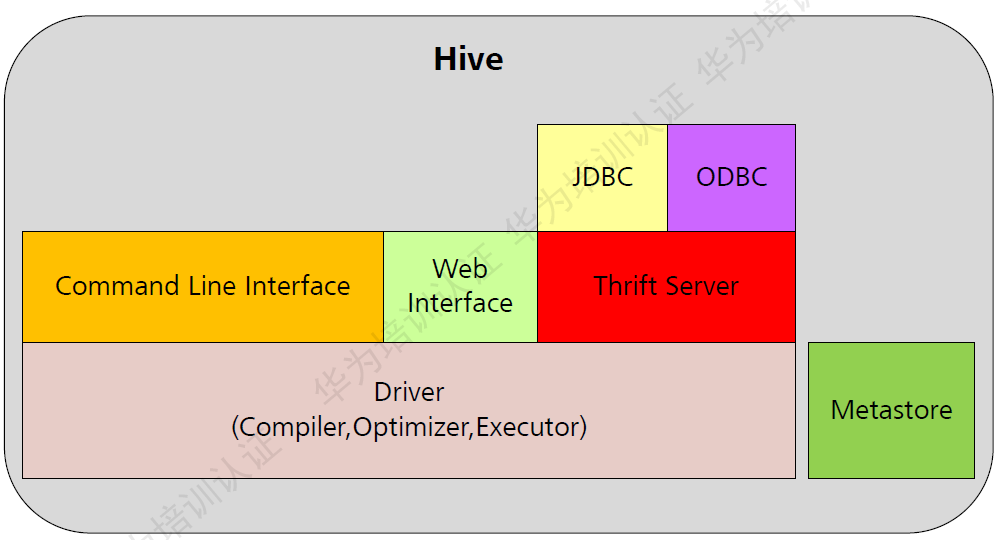 Hive
JDBC
ODBC
Command Line Interface
Web
Interface
Thrift Server
Driver
(Compiler,Optimizer,Executor)
Metastore
华为培训认证
华为培训认证
华为培训认证
华为培训认证